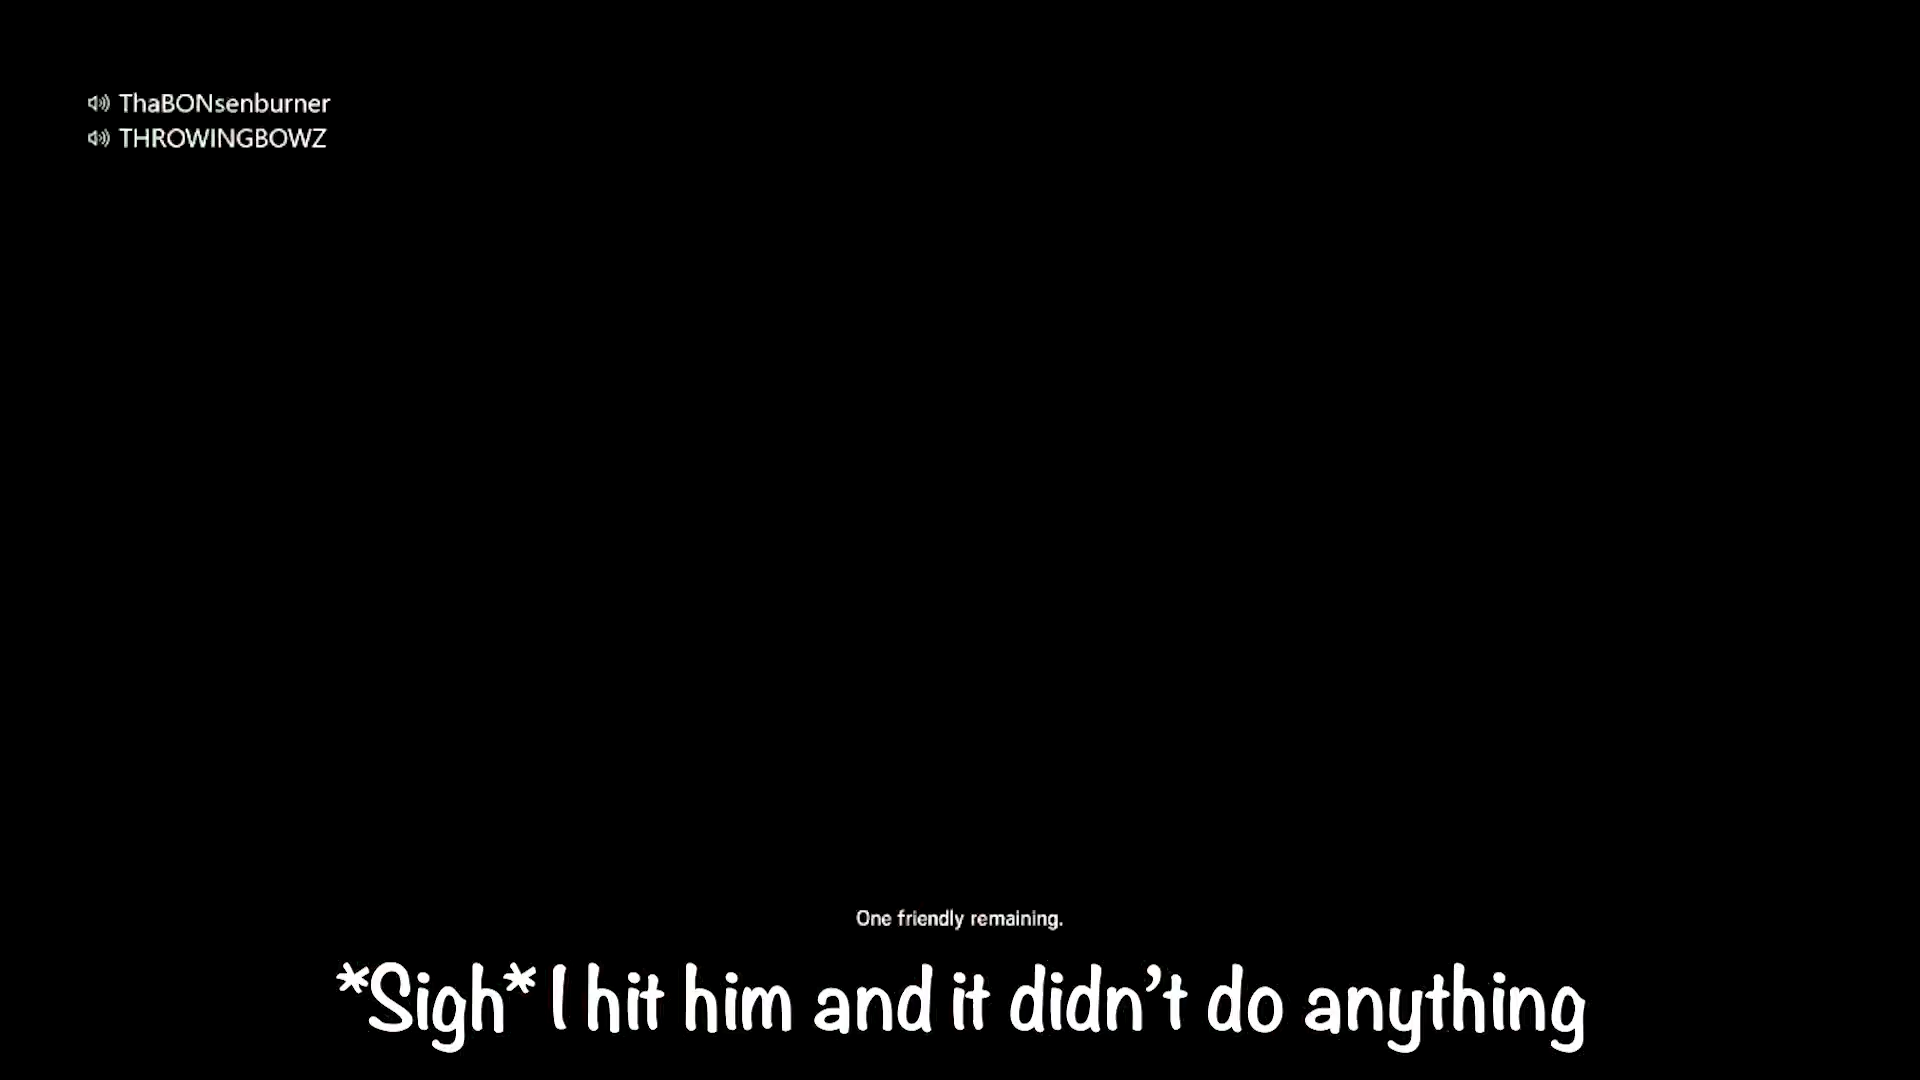 ThaBONsenburner
THROWINGBOWZ
One friendly remaining.
*Sigh* I hit him and it didn't do anything